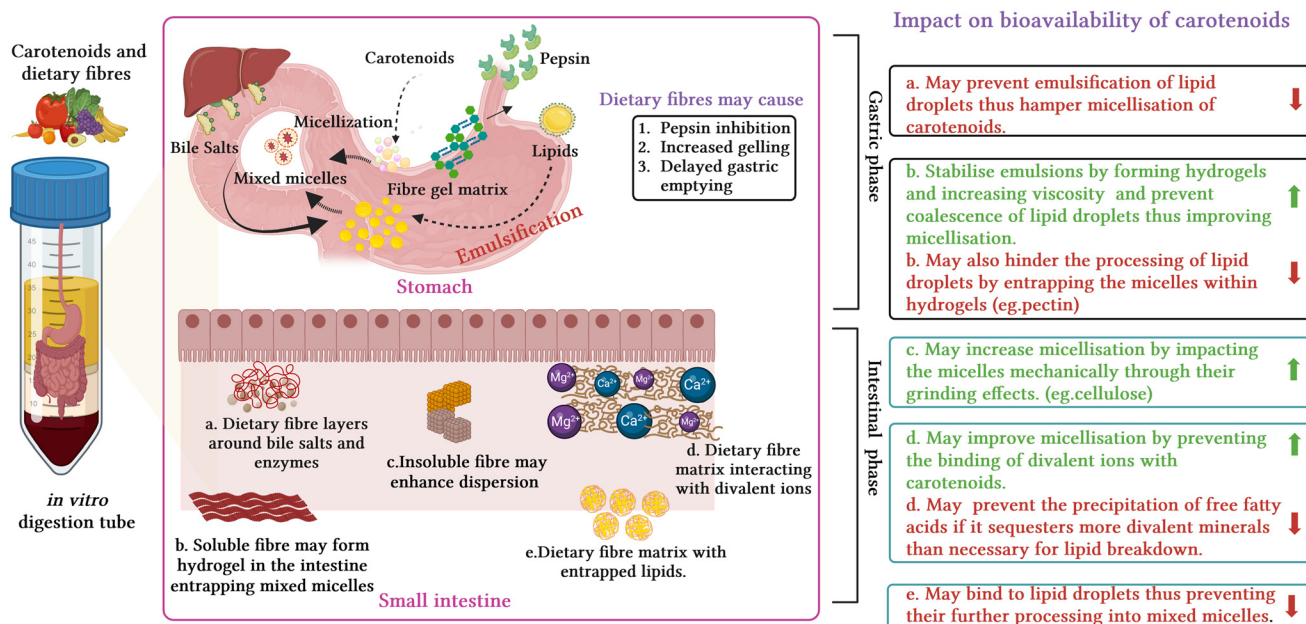 Carotenoids and
dietary fibres
45
40
35
30
25
20
15
10
in vitro
digestion tube
Carotenoids
Pepsin
Micellization
Bile Salts
Mixed micelles
Fibre gel matrix
Lipids
Emulsification
Dietary fibres may cause
1. Pepsin inhibition
2. Increased gelling
3. Delayed gastric
emptying
Stomach
Mg2+
Ca2+
Mg2+
Ca2+
Mg2+
Ca2+
Mg2+
a. Dietary fibre layers
around bile salts and
enzymes
c.Insoluble fibre may
enhance dispersion
d. Dietary fibre
matrix interacting
with divalent ions
b. Soluble fibre may form
hydrogel in the intestine
entrapping mixed micelles
e.Dietary fibre matrix with
entrapped lipids.
Small intestine
Gastric phase
Intestinal phase
Impact on bioavailability of carotenoids
a. May prevent emulsification of lipid
droplets thus hamper micellisation of
carotenoids.
b. Stabilise emulsions by forming hydrogels
and increasing viscosity and prevent
coalescence of lipid droplets thus improving
micellisation.
b. May also hinder the processing of lipid
droplets by entrapping the micelles within
hydrogels (eg.pectin)
c. May increase micellisation by impacting
the micelles mechanically through their
grinding effects. (eg.cellulose)
d. May improve micellisation by preventing
the binding of divalent ions with
carotenoids.
d. May prevent the precipitation of free fatty
acids if it sequesters more divalent minerals
than necessary for lipid breakdown.
e. May bind to lipid droplets thus preventing
their further processing into mixed micelles.